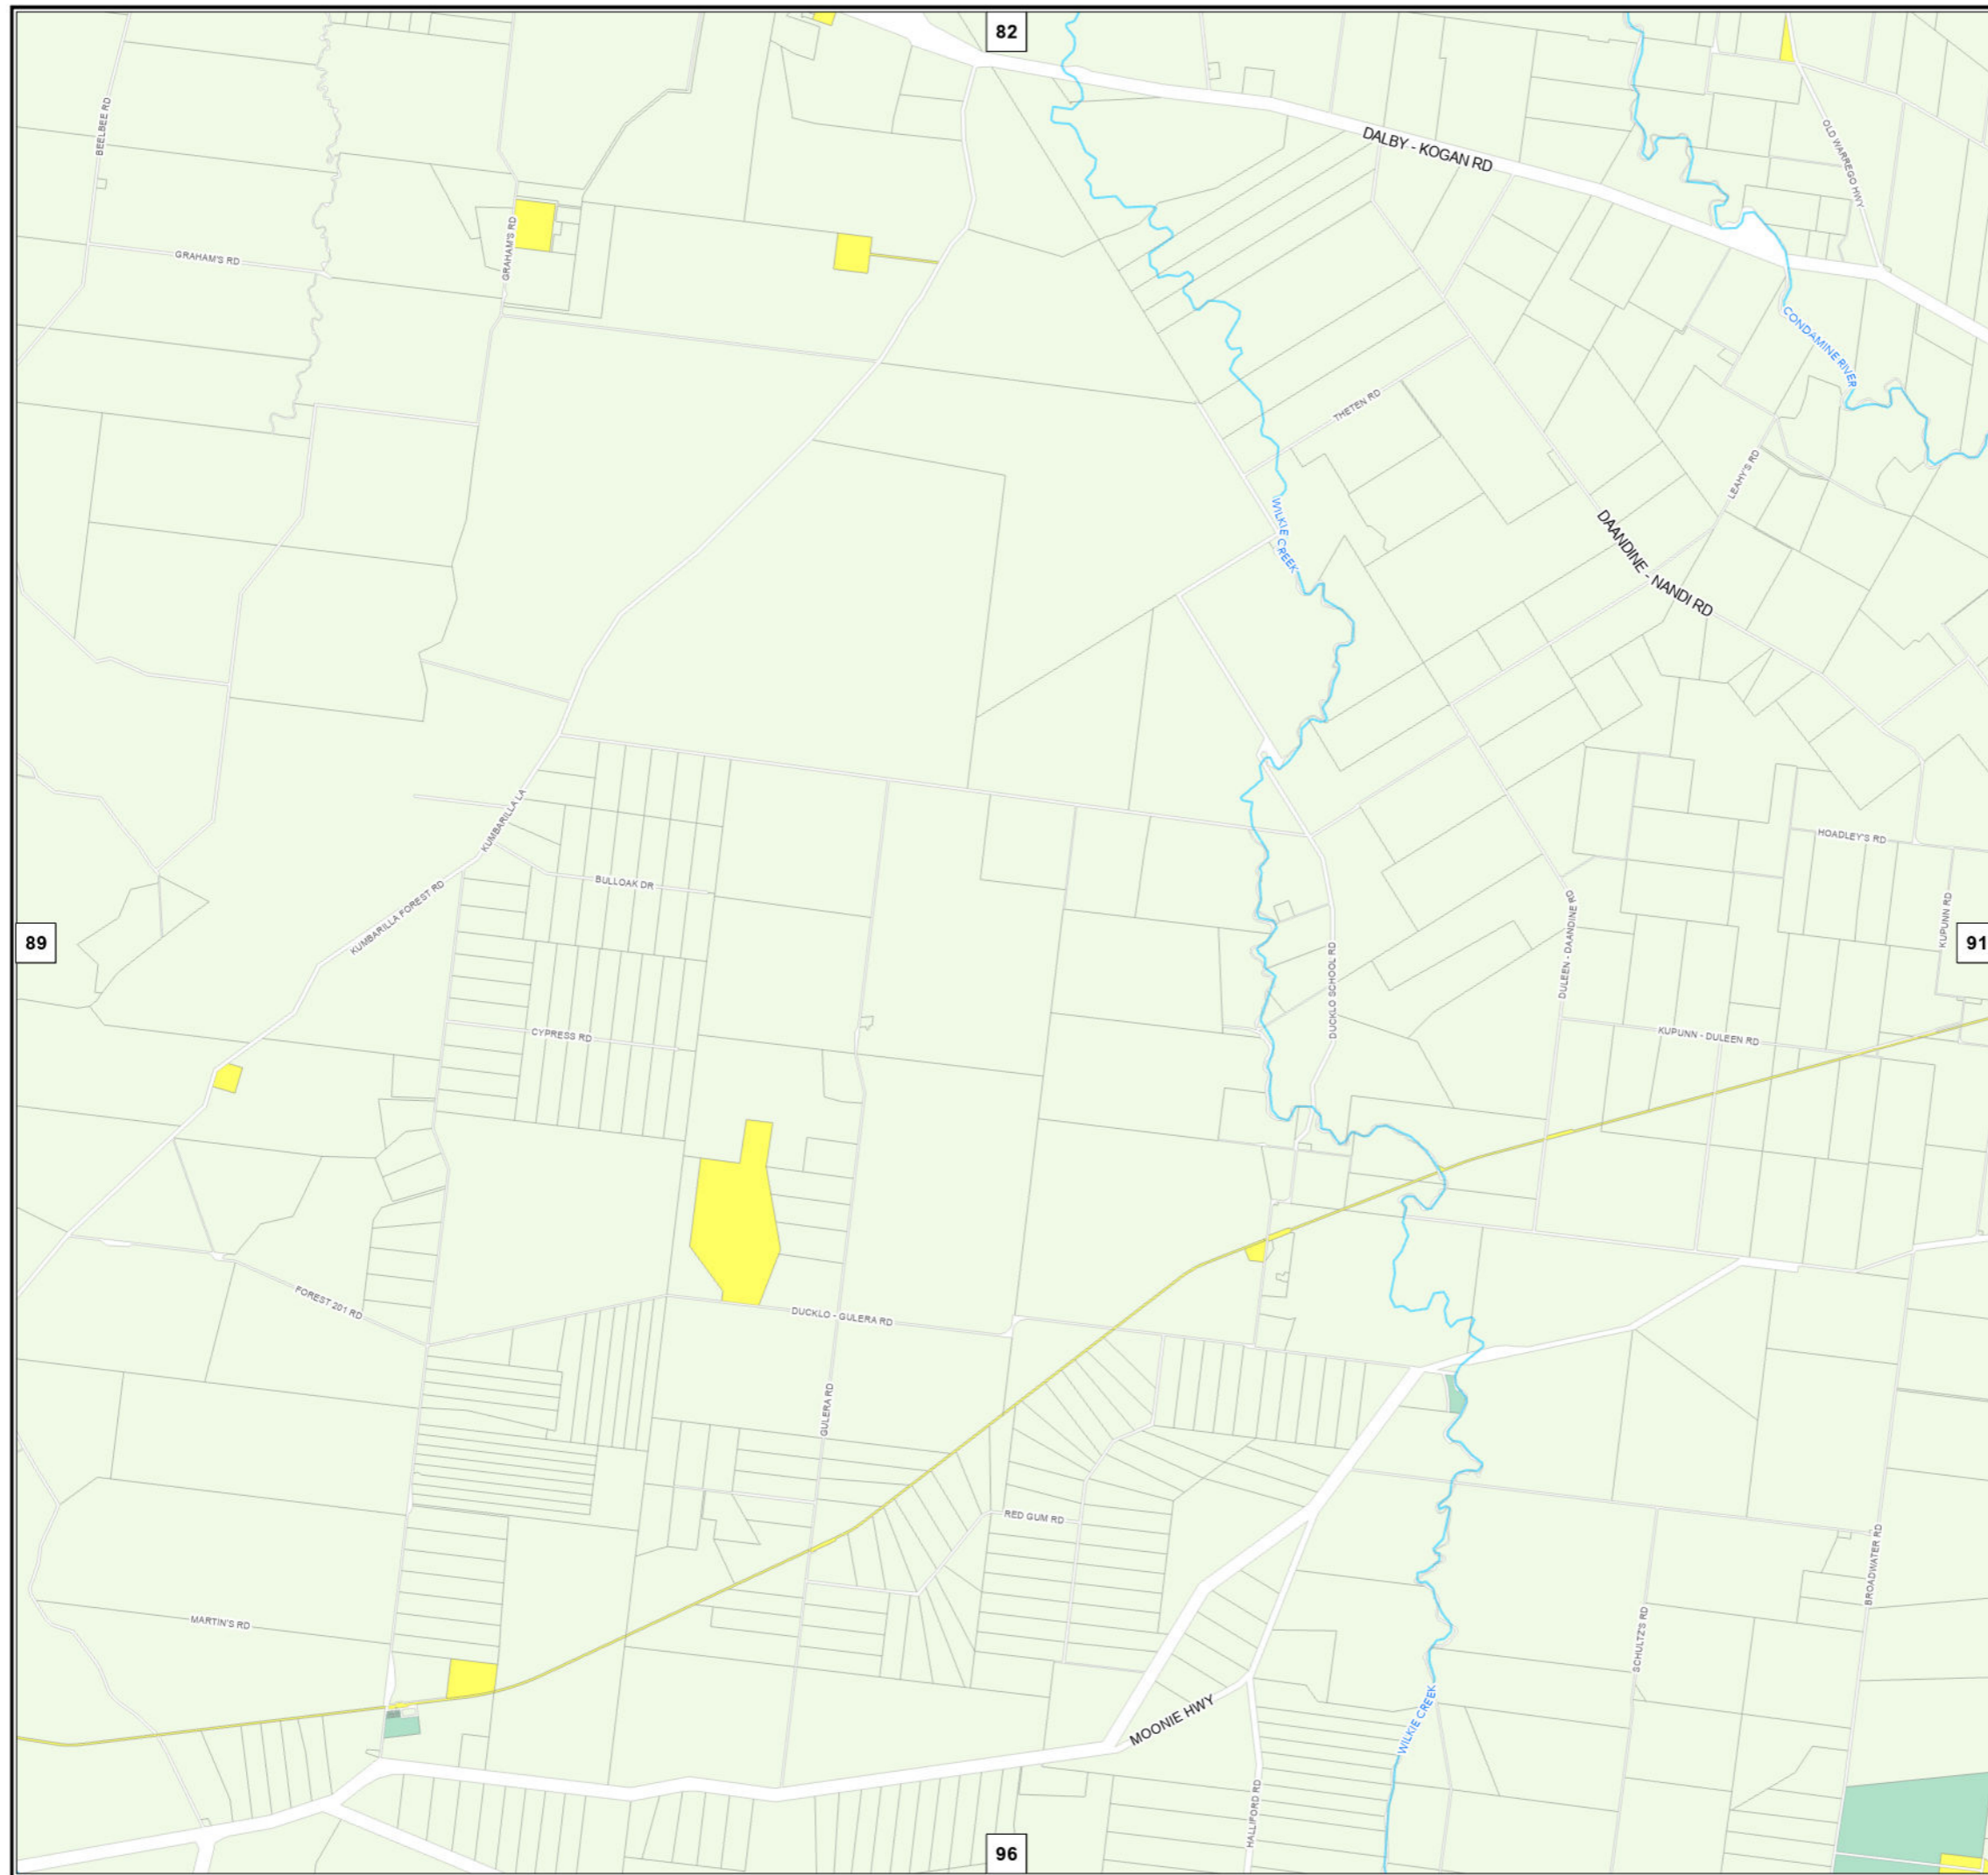 82
BEELBEE RD
DALBY - KOGAN RD
OLD WARREGO HWY
GRAHAM'S RD
GRAHAM'S RD
CONDAMINE RIVER
THETEN RD
LEAHY'S RD
WILKIE CREEK
DAANDINE - NANDI RD
KUMBARILLA LA
HOADLEY'S RD
BULLOAK DR
KUMBARILLA FOREST RD
DULEEN - DAANDINE RD
KUPUNN RD
89
91
DUCKLO SCHOOL RD
CYPRESS RD
KUPUNN - DULEEN RD
FOREST 201 RD
DUCKLO - GULERA RD
GULERA RD
RED GUM RD
BROADWATER RD
MARTIN'S RD
SCHULTZ'S RD
MOONIE HWY
WILKIE CREEK
HALLIFORD RD
96